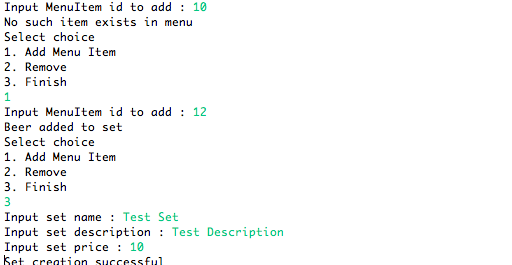 Input MenuItem id to add : 10
No such item exists in menu
Select choice
1. Add Menu Item
2. Remove
3. Finish
1
Input MenuItem id to add : 12
Beer added to set
Select choice
1. Add Menu Item
2. Remove
3. Finish
3
Input set name : Test Set
Input set description : Test Description
Input set price : 10
Set creation successful